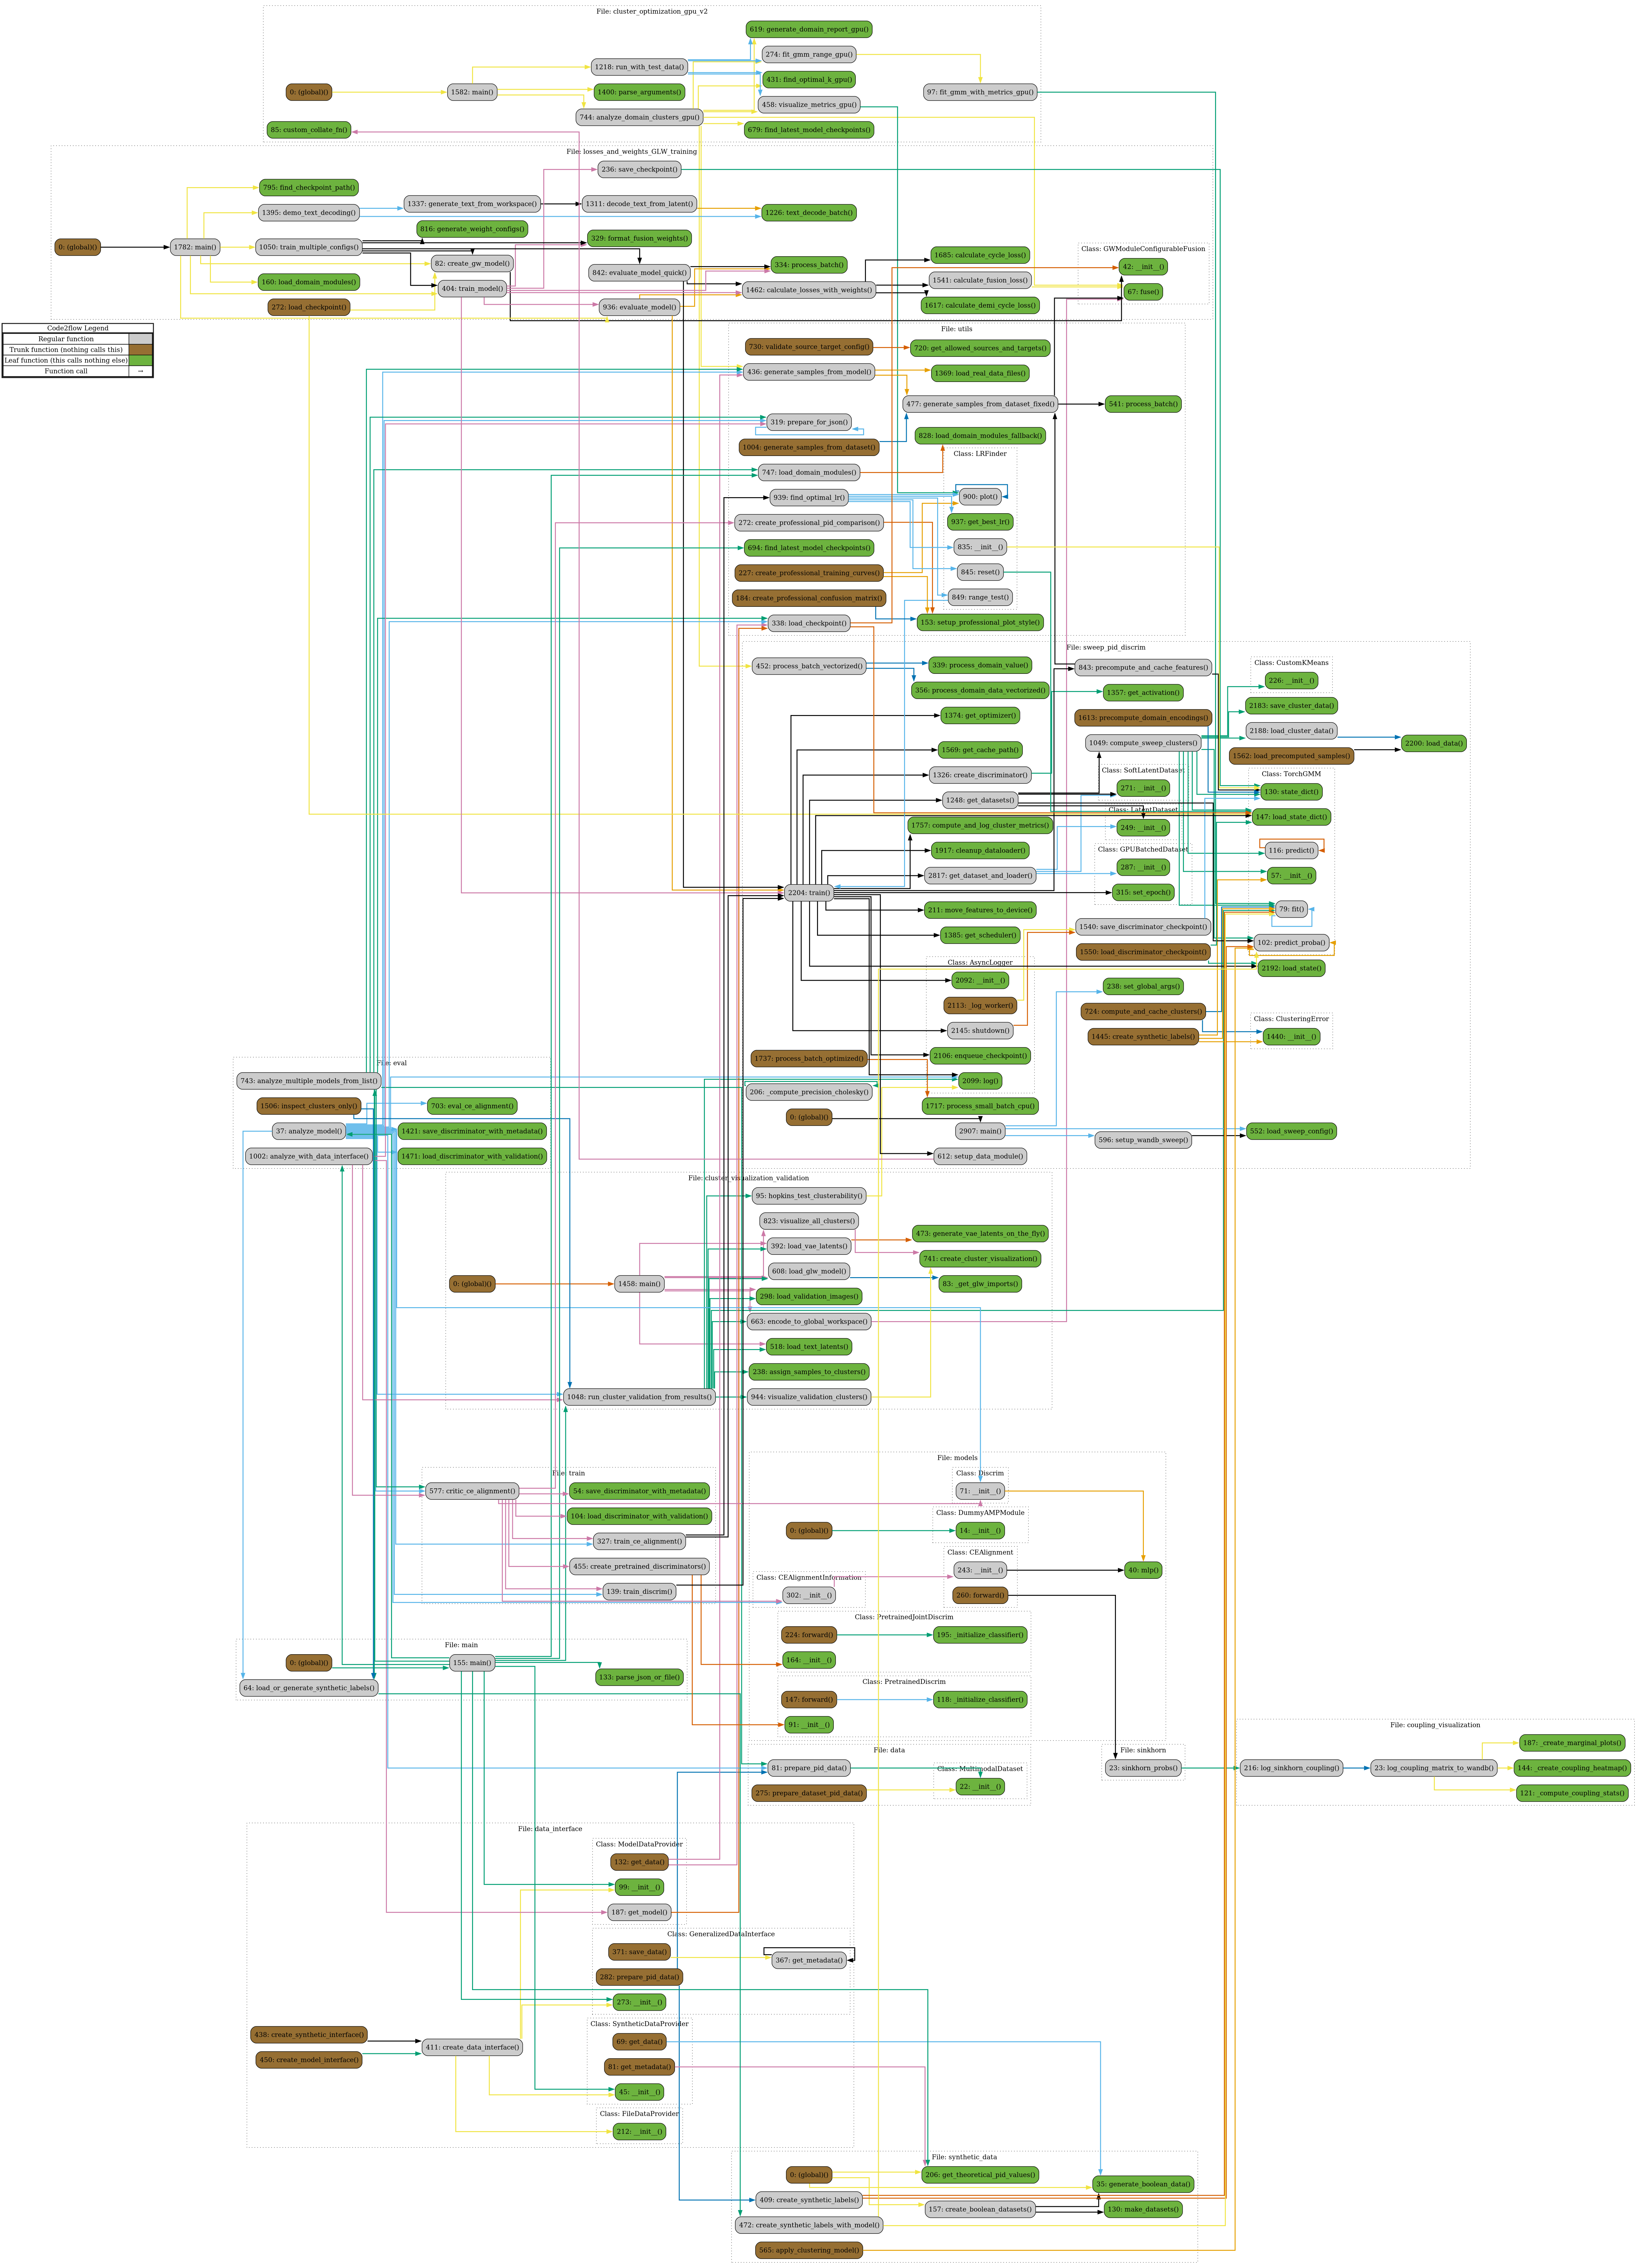 File: cluster_optimization_gpu_v2
619: generate_domain_report_gpu()
274: fit_gmm_range_gpu()
1218: run_with_test_data()
431: find_optimal_k_gpu()
0: (global)()
1582: main()
1400: parse_arguments()
97: fit_gmm_with_metrics_gpu()
458: visualize_metrics_gpu()
744: analyze_domain_clusters_gpu()
85: custom_collate_fn()
679: find_latest_model_checkpoints()
File: losses_and_weights_GLW_training
236: save_checkpoint()
795: find_checkpoint_path()
1337: generate_text_from_workspace()
1311: decode_text_from_latent()
1395: demo_text_decoding()
1226: text_decode_batch()
816: generate_weight_configs()
329: format_fusion_weights()
0: (global)()
1782: main()
1050: train_multiple_configs()
Class: GWModuleConfigurableFusion
1685: calculate_cycle_loss()
82: create_gw_model()
334: process_batch()
42: __init__()
842: evaluate_model_quick()
160: load_domain_modules()
1541: calculate_fusion_loss()
404: train_model()
1462: calculate_losses_with_weights()
67: fuse()
272: load_checkpoint()
936: evaluate_model()
1617: calculate_demi_cycle_loss()
Code2flow Legend
Regular function
Trunk function (nothing calls this)
Leaf function (this calls nothing else)
Function call →
File: utils
730: validate_source_target_config()
720: get_allowed_sources_and_targets()
436: generate_samples_from_model()
1369: load_real_data_files()
477: generate_samples_from_dataset_fixed()
541: process_batch()
319: prepare_for_json()
828: load_domain_modules_fallback()
1004: generate_samples_from_dataset()
Class: LRFinder
747: load_domain_modules()
939: find_optimal_lr()
900: plot()
272: create_professional_pid_comparison()
937: get_best_lr()
694: find_latest_model_checkpoints()
835: __init__()
227: create_professional_training_curves()
845: reset()
184: create_professional_confusion_matrix()
849: range_test()
338: load_checkpoint()
153: setup_professional_plot_style()
File: sweep_pid_discrim
452: process_batch_vectorized()
339: process_domain_value()
843: precompute_and_cache_features()
Class: CustomKMeans
226: __init__()
356: process_domain_data_vectorized()
1357: get_activation()
2183: save_cluster_data()
1374: get_optimizer()
1613: precompute_domain_encodings()
2188: load_cluster_data()
1569: get_cache_path()
1049: compute_sweep_clusters()
2200: load_data()
1562: load_precomputed_samples()
1326: create_discriminator()
Class: SoftLatentDataset
Class: TorchGMM
271: __init__()
130: state_dict()
1248: get_datasets()
Class: LatentDataset
147: load_state_dict()
1757: compute_and_log_cluster_metrics()
249: __init__()
1917: cleanup_dataloader()
Class: GPUBatchedDataset
116: predict()
2817: get_dataset_and_loader()
287: __init__()
57: __init__()
2204: train()
315: set_epoch()
211: move_features_to_device()
79: fit()
1385: get_scheduler()
1540: save_discriminator_checkpoint()
102: predict_proba()
1550: load_discriminator_checkpoint()
Class: AsyncLogger
2192: load_state()
2092: __init__()
238: set_global_args()
2113: _log_worker()
724: compute_and_cache_clusters()
Class: ClusteringError
2145: shutdown()
1445: create_synthetic_labels()
1440: __init__()
1737: process_batch_optimized()
2106: enqueue_checkpoint()
File: eval
743: analyze_multiple_models_from_list()
2099: log()
206: _compute_precision_cholesky()
1506: inspect_clusters_only()
703: eval_ce_alignment()
1717: process_small_batch_cpu()
0: (global)()
37: analyze_model()
1421: save_discriminator_with_metadata()
2907: main()
552: load_sweep_config()
596: setup_wandb_sweep()
1002: analyze_with_data_interface()
1471: load_discriminator_with_validation()
612: setup_data_module()
File: cluster_visualization_validation
95: hopkins_test_clusterability()
823: visualize_all_clusters()
473: generate_vae_latents_on_the_fly()
392: load_vae_latents()
741: create_cluster_visualization()
608: load_glw_model()
0: (global)()
1458: main()
83: _get_glw_imports()
298: load_validation_images()
663: encode_to_global_workspace()
518: load_text_latents()
238: assign_samples_to_clusters()
1048: run_cluster_validation_from_results()
944: visualize_validation_clusters()
File: models
File: train
Class: Discrim
577: critic_ce_alignment()
54: save_discriminator_with_metadata()
71: __init__()
104: load_discriminator_with_validation()
Class: DummyAMPModule
0: (global)()
14: __init__()
327: train_ce_alignment()
Class: CEAlignment
455: create_pretrained_discriminators()
243: __init__()
40: mlp()
Class: CEAlignmentInformation
139: train_discrim()
302: __init__()
260: forward()
Class: PretrainedJointDiscrim
224: forward()
195: _initialize_classifier()
File: main
0: (global)()
155: main()
164: __init__()
133: parse_json_or_file()
Class: PretrainedDiscrim
64: load_or_generate_synthetic_labels()
147: forward()
118: _initialize_classifier()
91: __init__()
File: coupling_visualization
187: _create_marginal_plots()
File: data
File: sinkhorn
81: prepare_pid_data()
Class: MultimodalDataset
23: sinkhorn_probs()
216: log_sinkhorn_coupling()
23: log_coupling_matrix_to_wandb()
144: _create_coupling_heatmap()
22: __init__()
275: prepare_dataset_pid_data()
121: _compute_coupling_stats()
File: data_interface
Class: ModelDataProvider
132: get_data()
99: __init__()
187: get_model()
Class: GeneralizedDataInterface
371: save_data()
367: get_metadata()
282: prepare_pid_data()
273: __init__()
Class: SyntheticDataProvider
438: create_synthetic_interface()
69: get_data()
411: create_data_interface()
450: create_model_interface()
81: get_metadata()
45: __init__()
Class: FileDataProvider
212: __init__()
File: synthetic_data
0: (global)()
206: get_theoretical_pid_values()
35: generate_boolean_data()
409: create_synthetic_labels()
157: create_boolean_datasets()
130: make_datasets()
472: create_synthetic_labels_with_model()
565: apply_clustering_model()